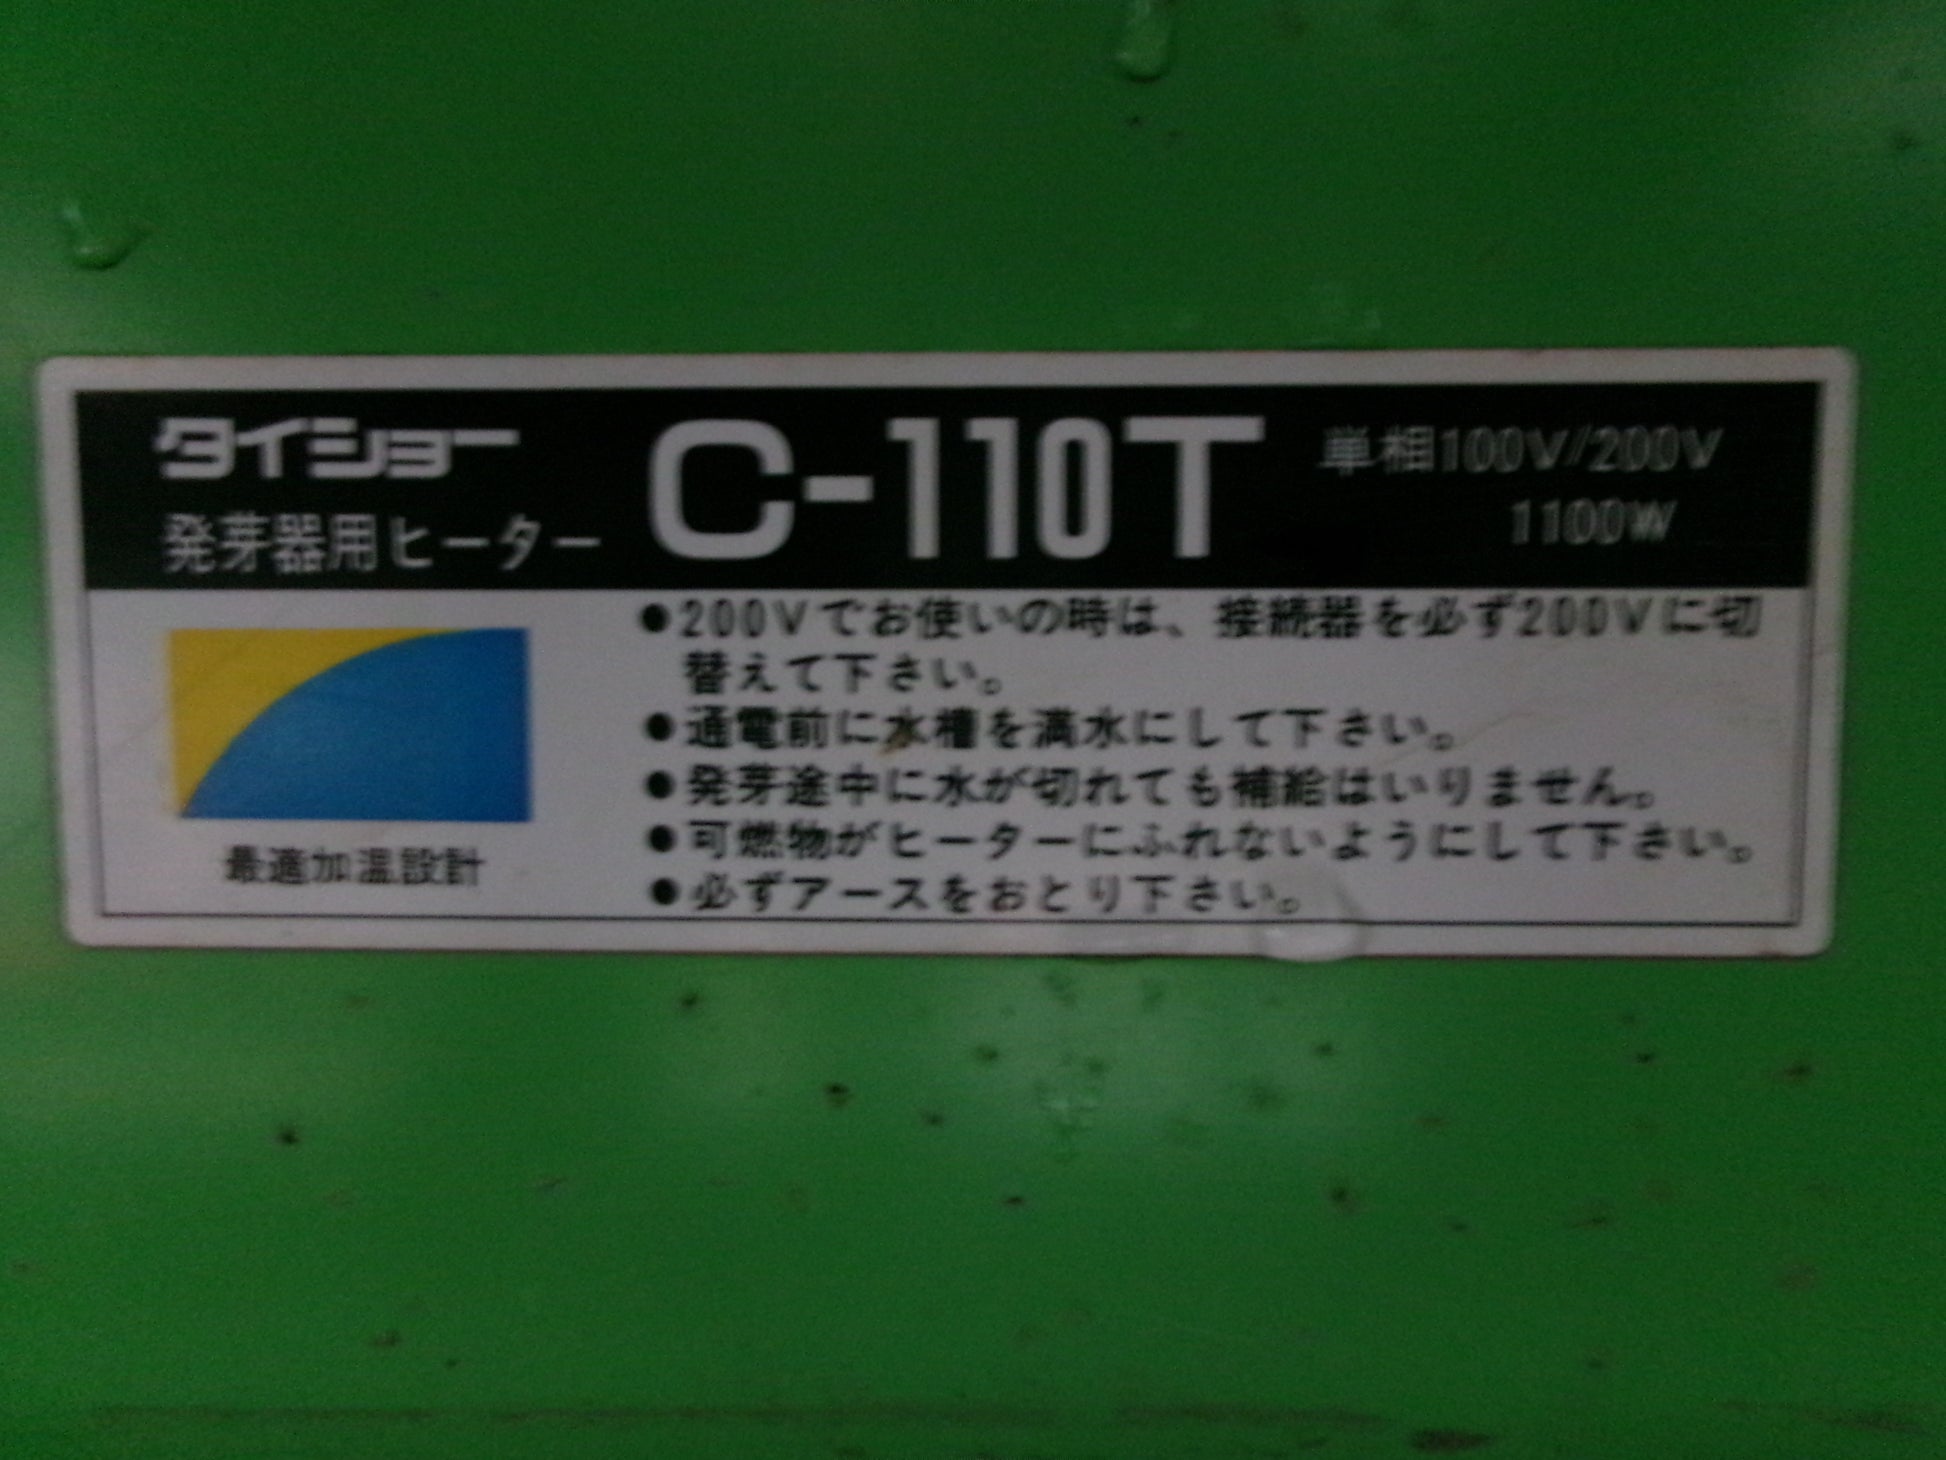 タイショー
発芽器用ヒーター
C-110T
単相100V/200V
1100W
最適加温設計
●200Vでお使いの時は、接続器を必ず200Vに切
替えて下さい。
●通電前に水槽を満水にして下さい。
●発芽途中に水が切れても補給はいりません。
●可燃物がヒーターにふれないようにして下さい。
●必ずアースをおとり下さい。